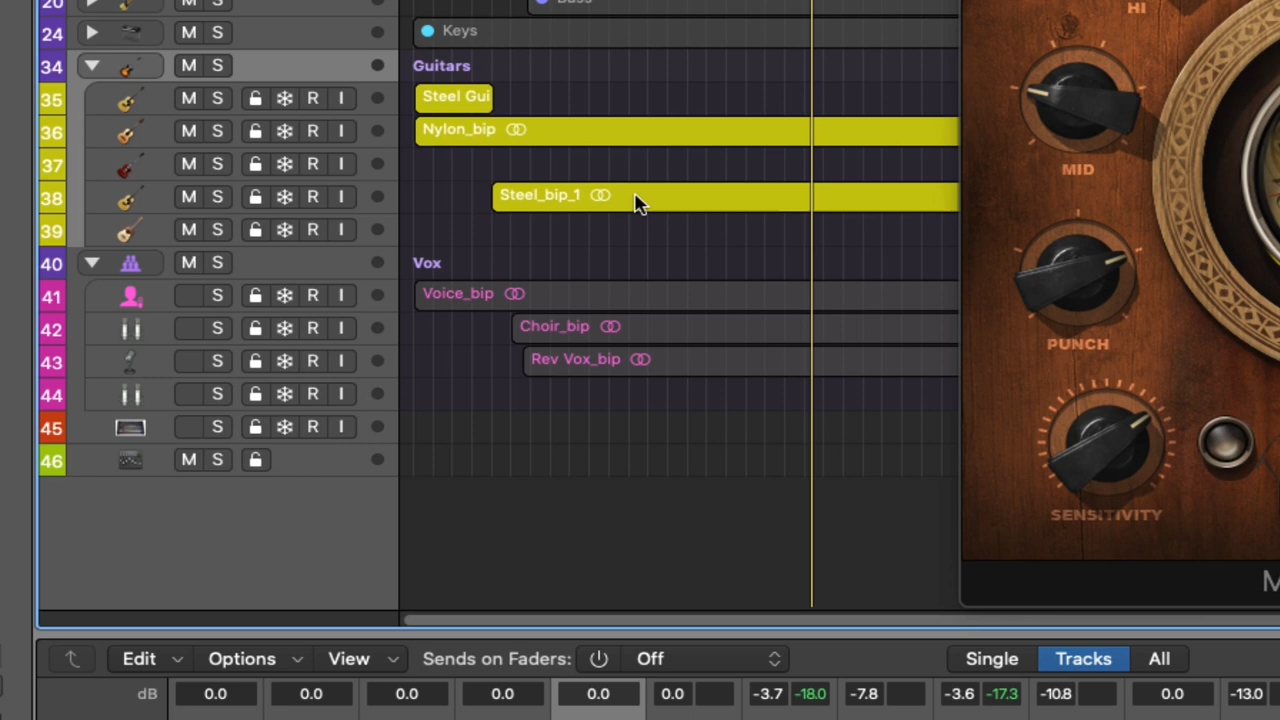 20 M S Bass
24 M S Keys
34 M S Guitars
35 M S R I Steel Gui
36 M S R I Nylon_bip
37 M S R I
38 M S R I Steel_bip_1
39 M S R I
40 M S Vox
41 S R I Voice_bip
42 S R I Choir_bip
43 S R I Rev Vox_bip
44 S R I
45 S R I
46 M S
HI
MID
PUNCH
SENSITIVITY
M
Edit Options View Sends on Faders: Off Single Tracks All
dB 0.0 0.0 0.0 0.0 0.0 0.0 -3.7 -18.0 -7.8 -3.6 -17.3 -10.8 0.0 -13.0